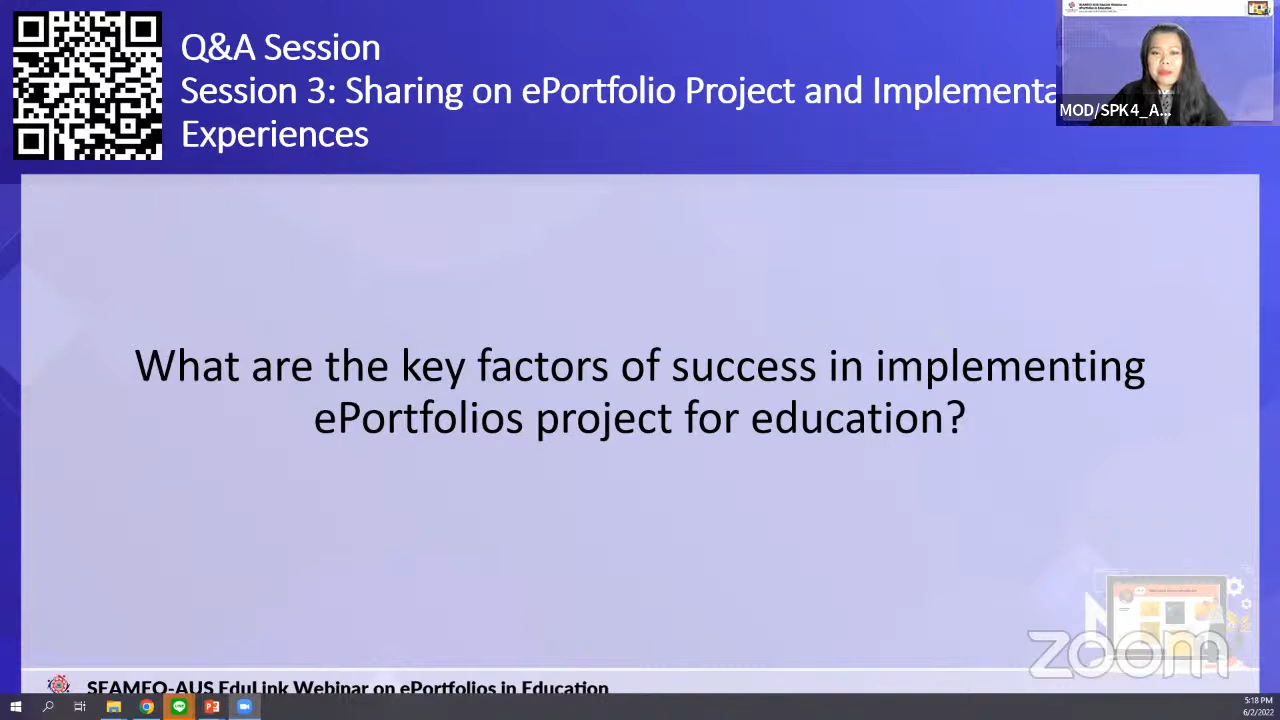 Q&A Session
Session 3: Sharing on ePortfolio Project and Implementa
Experiences
MOD/SPK4_A...
What are the key factors of success in implementing
ePortfolios project for education?
zoom
SEAMEO-AUS EduLink Webinar on ePortfolios in Education
5:18 PM
6/2/2022